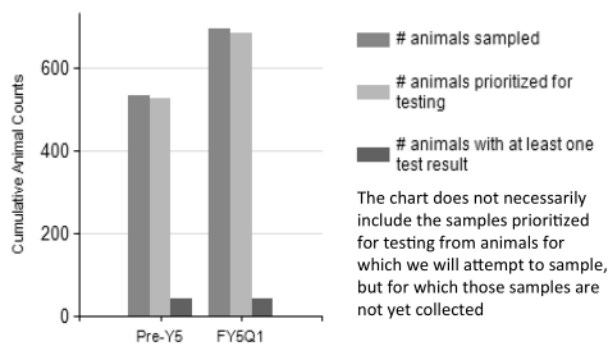 Cumulative Animal Counts
600
400
200
0
Pre-Y5
FY5Q1
# animals sampled
# animals prioritized for
testing
# animals with at least one
test result
The chart does not necessarily
include the samples prioritized
for testing from animals for
which we will attempt to sample,
but for which those samples are
not yet collected